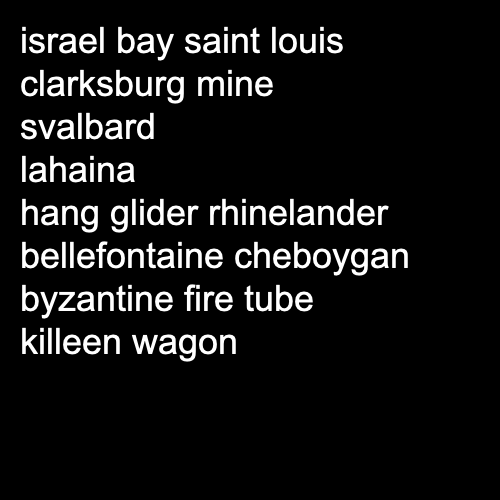 israel bay saint louis
clarksburg mine
svalbard
lahaina
hang glider rhinelander
bellefontaine cheboygan
byzantine fire tube
killeen wagon